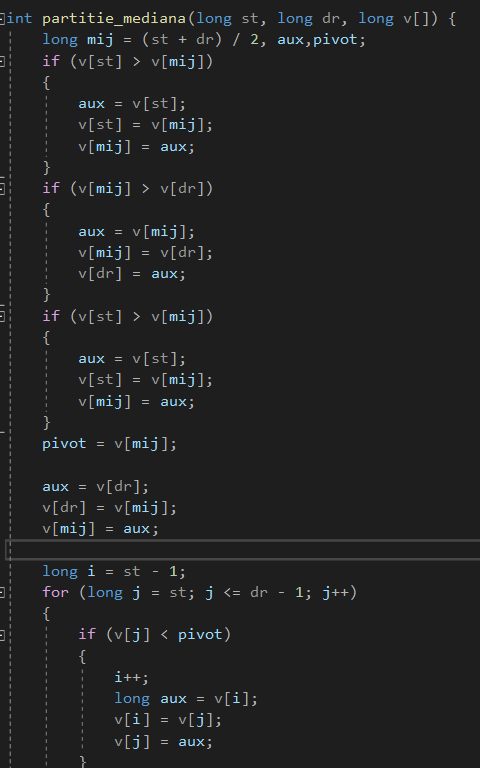 int partitie_mediana(long st, long dr, long v[]) {
    long mij = (st + dr) / 2, aux,pivot;
    if (v[st] > v[mij])
    {
        aux = v[st];
        v[st] = v[mij];
        v[mij] = aux;
    }
    if (v[mij] > v[dr])
    {
        aux = v[mij];
        v[mij] = v[dr];
        v[dr] = aux;
    }
    if (v[st] > v[mij])
    {
        aux = v[st];
        v[st] = v[mij];
        v[mij] = aux;
    }
    pivot = v[mij];

    aux = v[dr];
    v[dr] = v[mij];
    v[mij] = aux;

    long i = st - 1;
    for (long j = st; j <= dr - 1; j++)
    {
        if (v[j] < pivot)
        {
            i++;
            long aux = v[i];
            v[i] = v[j];
            v[j] = aux;
        }